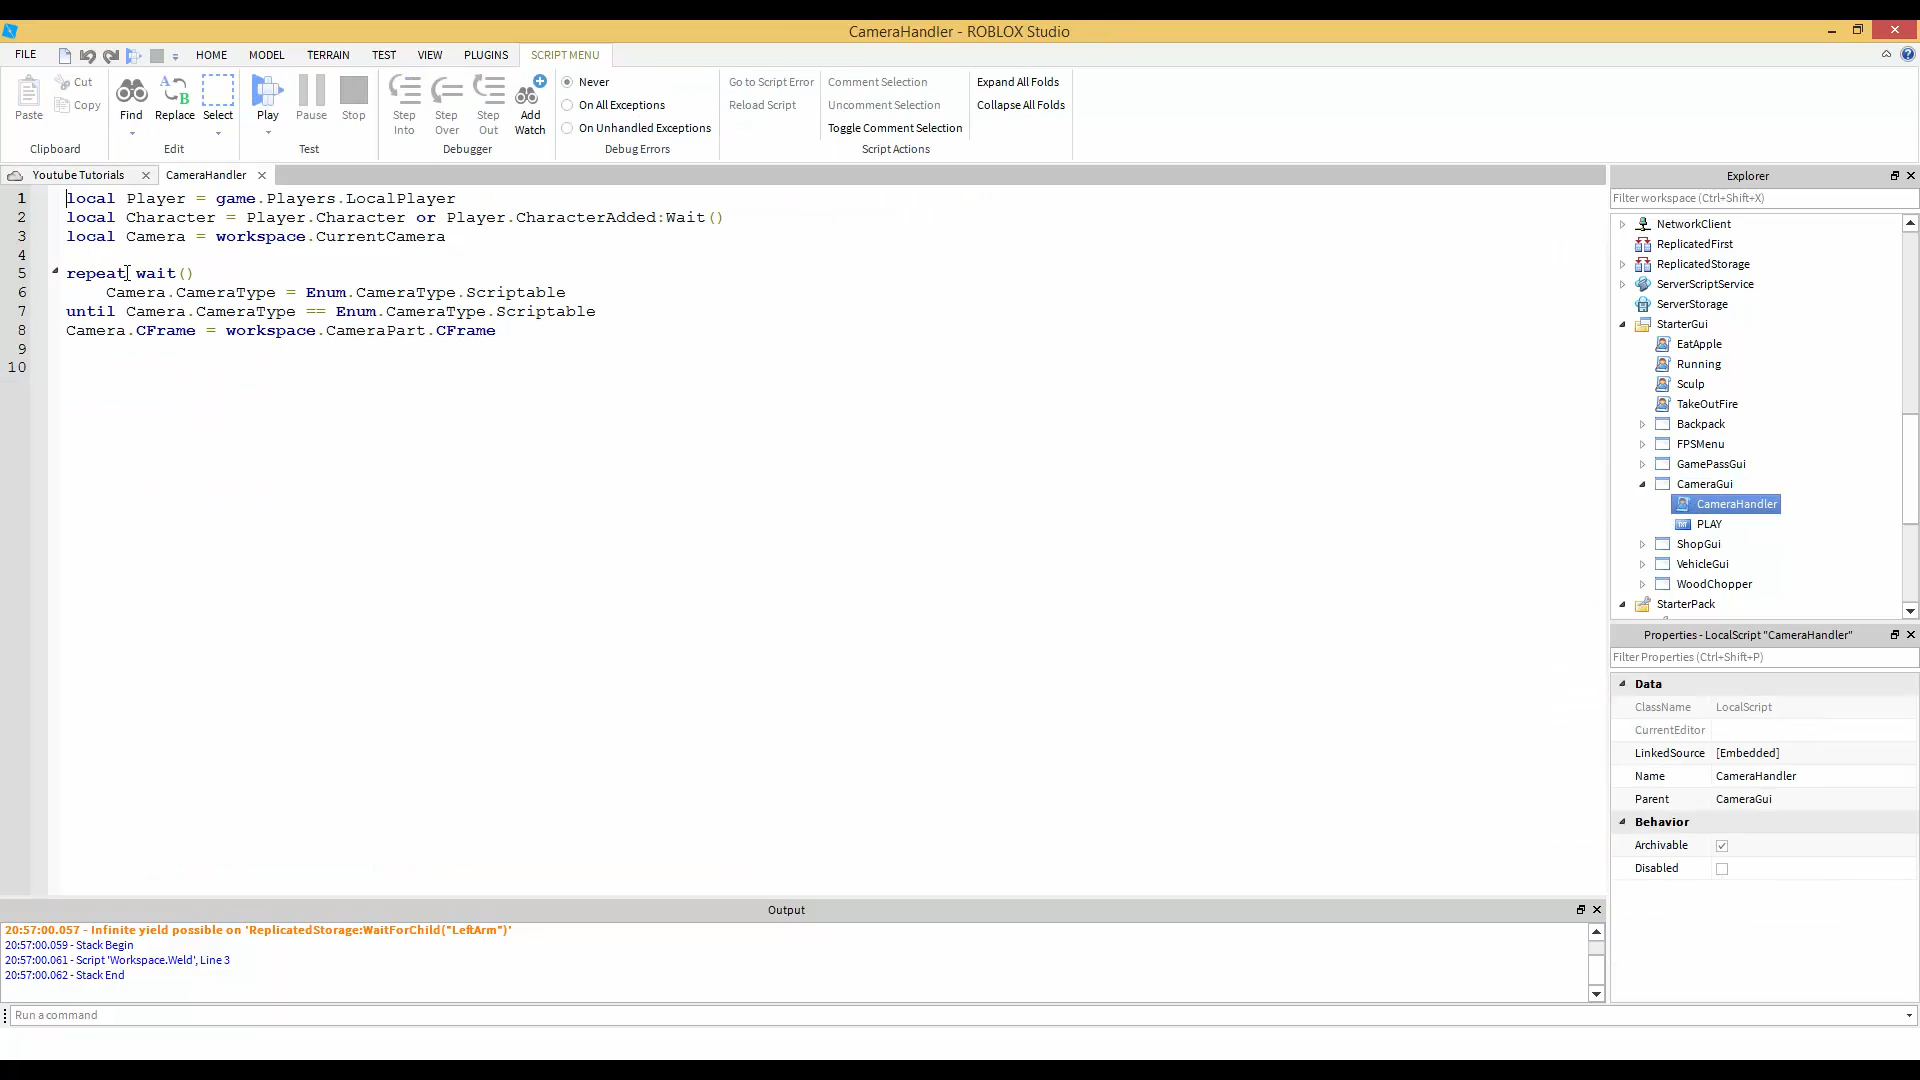 CameraHandler - ROBLOX Studio
FILE HOME MODEL TERRAIN TEST VIEW PLUGINS SCRIPT MENU
Paste
Cut
Copy
Clipboard
Find
Replace
Select
Edit
Play
Pause
Stop
Test
Step Into
Step Over
Step Out
Add Watch
Debugger
Never
On All Exceptions
On Unhandled Exceptions
Debug Errors
Go to Script Error
Reload Script
Comment Selection
Uncomment Selection
Toggle Comment Selection
Script Actions
Expand All Folds
Collapse All Folds
Youtube Tutorials
CameraHandler
1 local Player = game.Players.LocalPlayer
2 local Character = Player.Character or Player.CharacterAdded:Wait()
3 local Camera = workspace.CurrentCamera
4
5 repeat wait()
6 Camera.CameraType = Enum.CameraType.Scriptable
7 until Camera.CameraType == Enum.CameraType.Scriptable
8 Camera.CFrame = workspace.CameraPart.CFrame
9
10
Explorer
Filter workspace (Ctrl+Shift+X)
NetworkClient
ReplicatedFirst
ReplicatedStorage
ServerScriptService
ServerStorage
StarterGui
EatApple
Running
Sculp
TakeOutFire
Backpack
FPSMenu
GamePassGui
CameraGui
CameraHandler
PLAY
ShopGui
VehicleGui
WoodChopper
StarterPack
Properties - LocalScript "CameraHandler"
Filter Properties (Ctrl+Shift+P)
Data
ClassName LocalScript
CurrentEditor
LinkedSource [Embedded]
Name CameraHandler
Parent CameraGui
Behavior
Archivable
Disabled
Output
20:57:00.057 - Infinite yield possible on 'ReplicatedStorage:WaitForChild("LeftArm")'
20:57:00.059 - Stack Begin
20:57:00.061 - Script 'Workspace.Weld', Line 3
20:57:00.062 - Stack End
Run a command